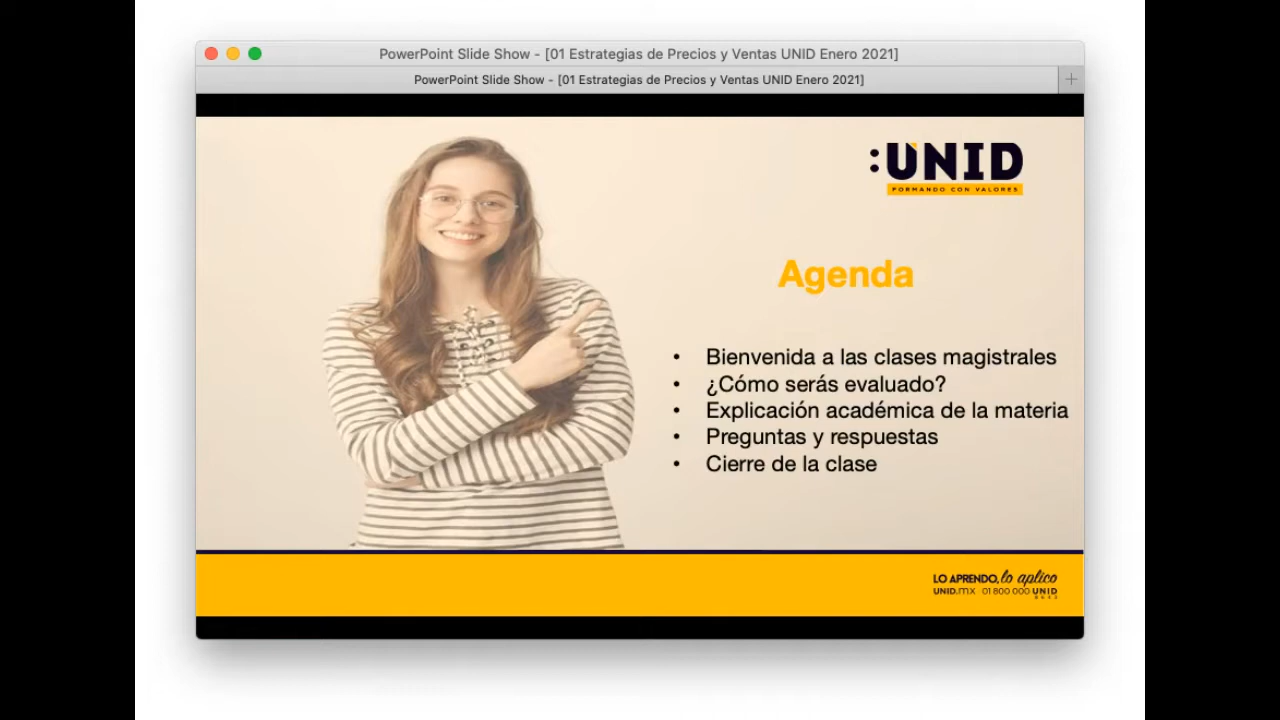 PowerPoint Slide Show - [01 Estrategias de Precios y Ventas UNID Enero 2021]
PowerPoint Slide Show - [01 Estrategias de Precios y Ventas UNID Enero 2021]
:UNID
FORMANDO CON VALORES
Agenda
• Bienvenida a las clases magistrales
• ¿Cómo serás evaluado?
• Explicación académica de la materia
• Preguntas y respuestas
• Cierre de la clase
LO APRENDO, lo aplico
UNID.mx 01 800 000 UNID
8643